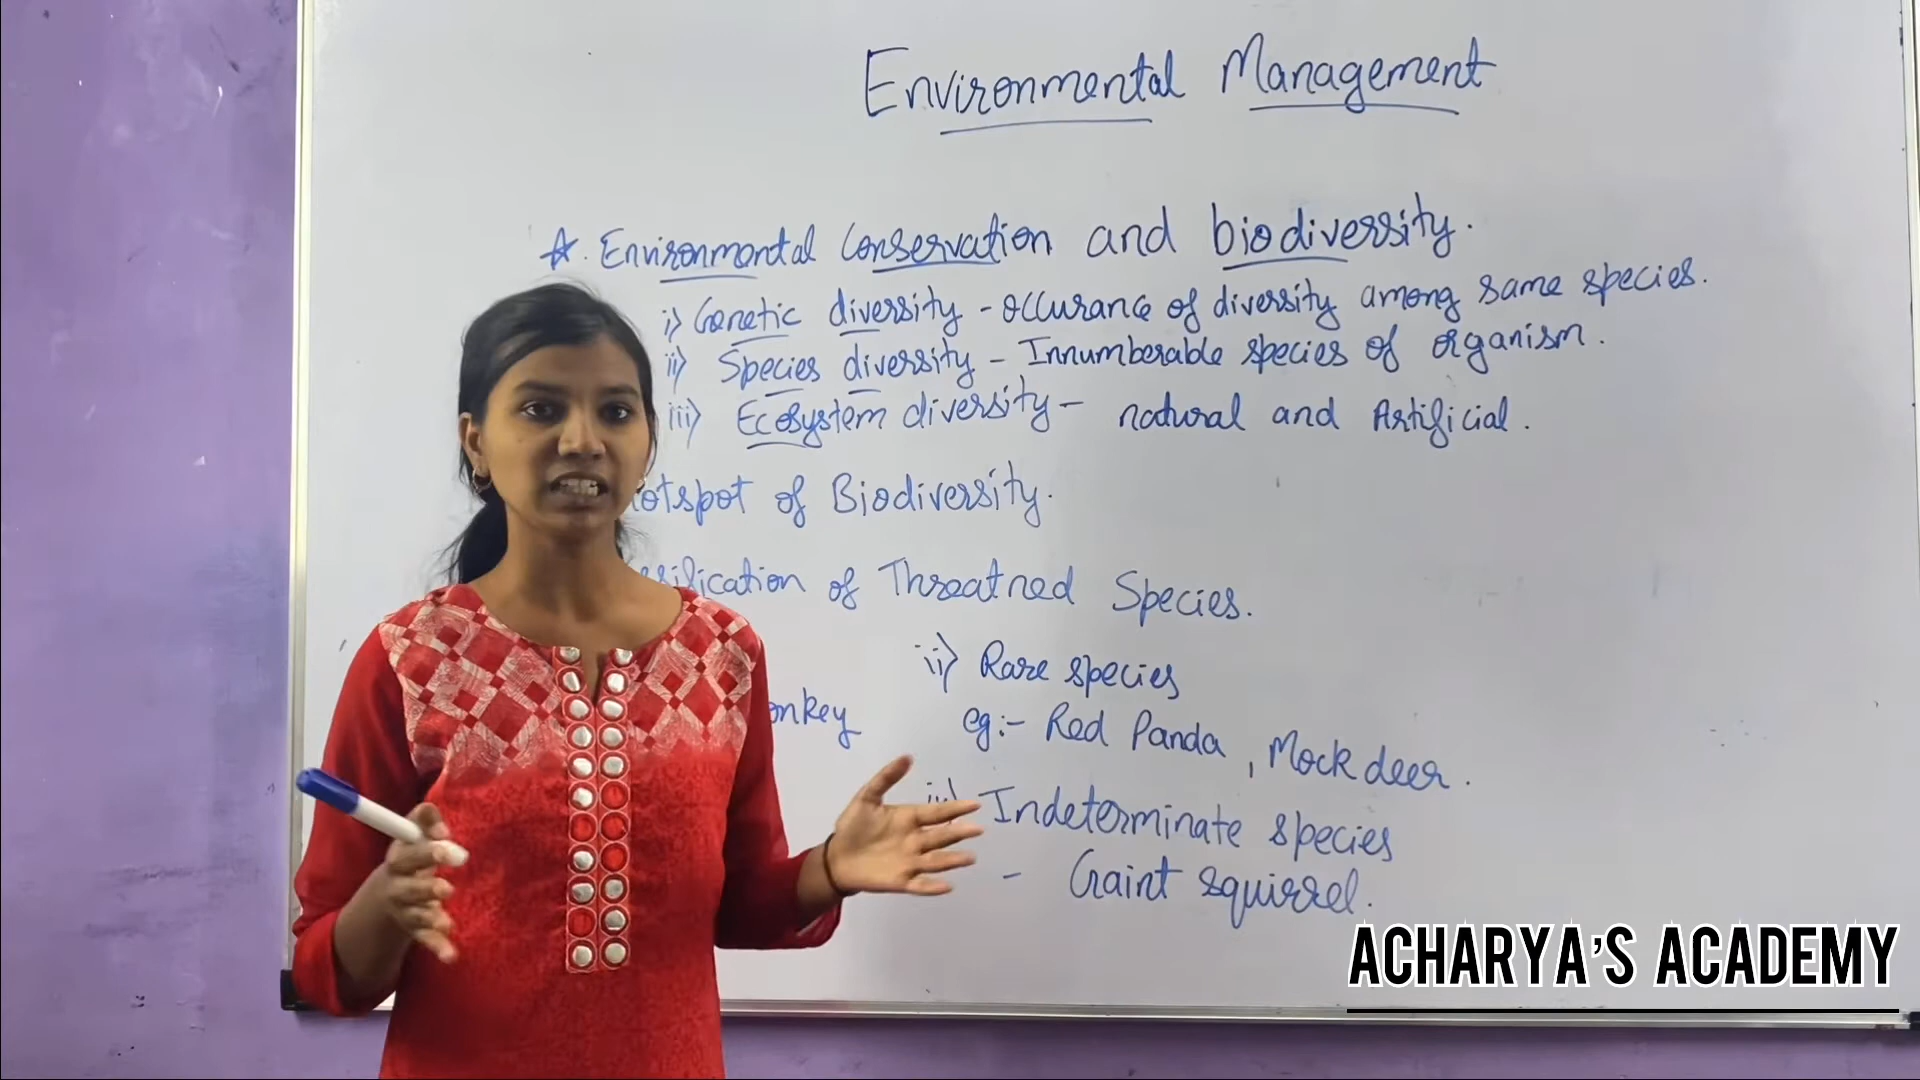 Environmental Management
☆. Environmental Conservation and biodiversity.
i) Genetic diversity - Occurance of diversity among same species.
ii) Species diversity - Innumberable species of organism.
iii) Ecosystem diversity - natural and Artificial.
otspot of Biodiversity.
ssification of Threatned Species.
ii) Rare species
onkey eg:- Red Panda, Mock deer.
iv) Indeterminate species
- Gaint squirrel.
ACHARYA'S ACADEMY